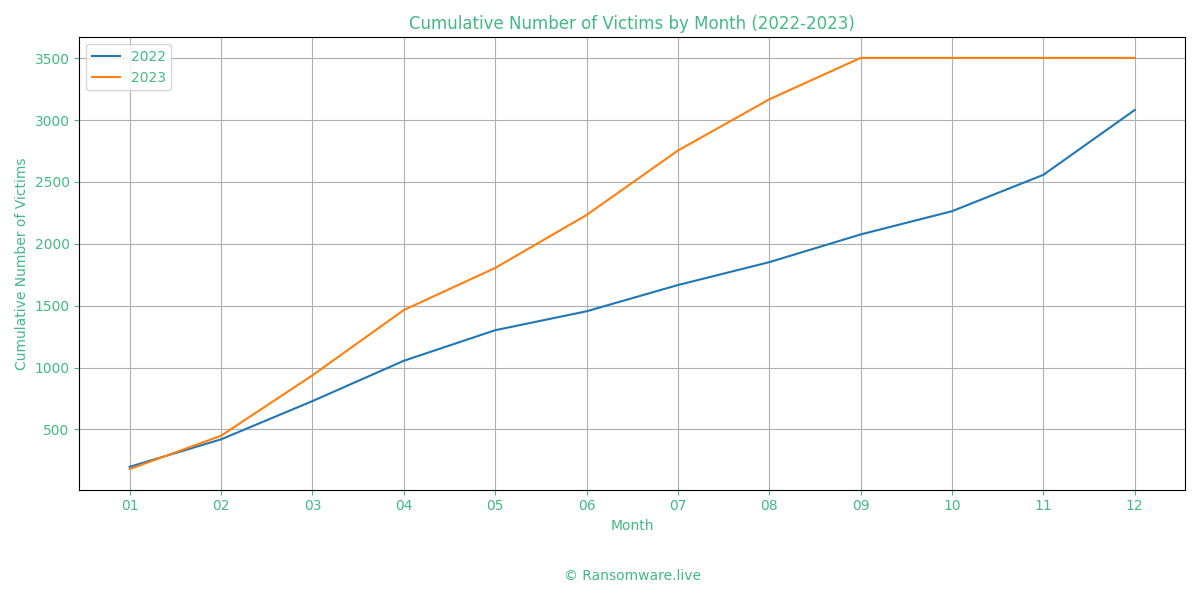 Cumulative Number of Victims by Month (2022-2023)
2022
2023
Cumulative Number of Victims
3500
3000
2500
2000
1500
1000
500
01 02 03 04 05 06 07 08 09 10 11 12
Month
© Ransomware.live